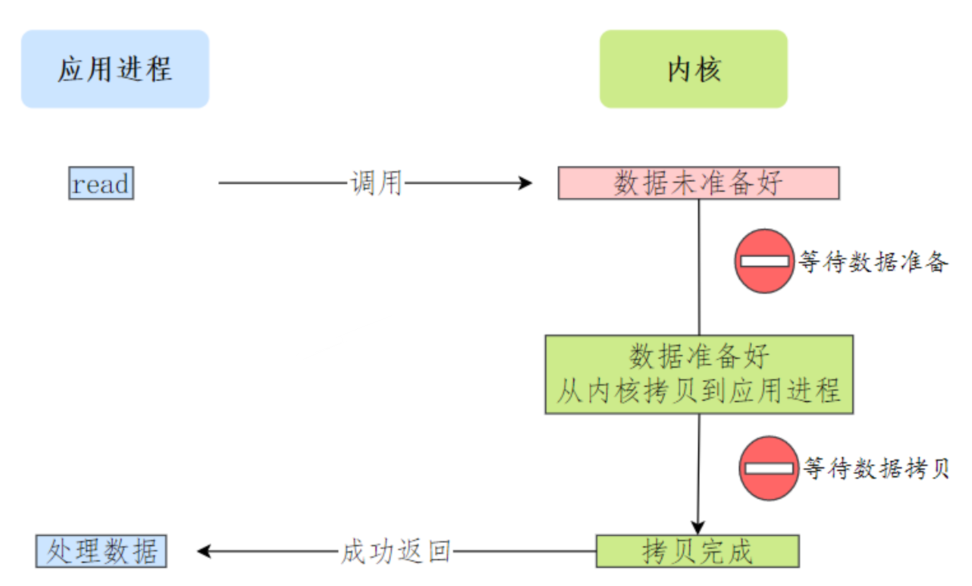 应用进程
内核
read
调用
数据未准备好
等待数据准备
数据准备好
从内核拷贝到应用进程
等待数据拷贝
处理数据
成功返回
拷贝完成